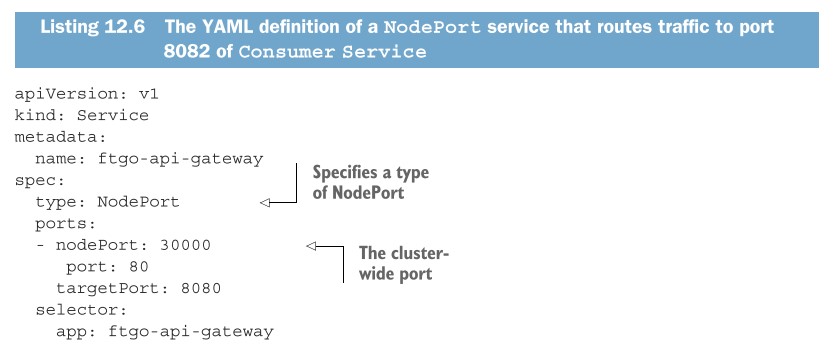 Listing 12.6 The YAML definition of a NodePort service that routes traffic to port
8082 of Consumer Service
apiVersion: v1
kind: Service
metadata:
  name: ftgo-api-gateway
spec:
  type: NodePort
  ports:
  - nodePort: 30000
     port: 80
    targetPort: 8080
  selector:
    app: ftgo-api-gateway
Specifies a type
of NodePort
The cluster-
wide port